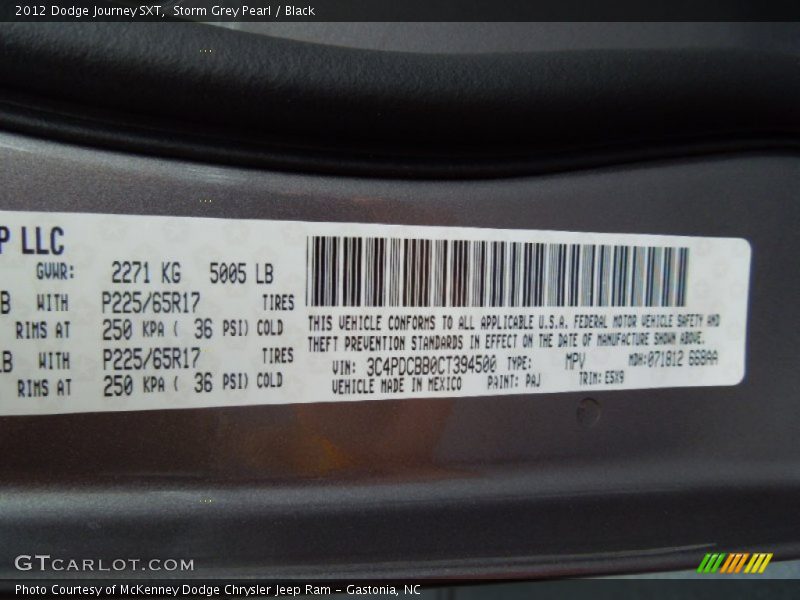 2012 Dodge Journey SXT, Storm Grey Pearl / Black
P LLC
GVWR: 2271 KG 5005 LB
B WITH P225/65R17 TIRES
RIMS AT 250 KPA ( 36 PSI) COLD
LB WITH P225/65R17 TIRES
RIMS AT 250 KPA ( 36 PSI) COLD
THIS VEHICLE CONFORMS TO ALL APPLICABLE U.S.A. FEDERAL MOTOR VEHICLE SAFETY AND
THEFT PREVENTION STANDARDS IN EFFECT ON THE DATE OF MANUFACTURE SHOWN ABOVE.
VIN: 3C4PDCBB0CT394500 TYPE: MPV MDH: 071812 668AA
VEHICLE MADE IN MEXICO PAINT: PAJ TRIM: E5X9
GTCARLOT.COM
Photo Courtesy of McKenney Dodge Chrysler Jeep Ram – Gastonia, NC